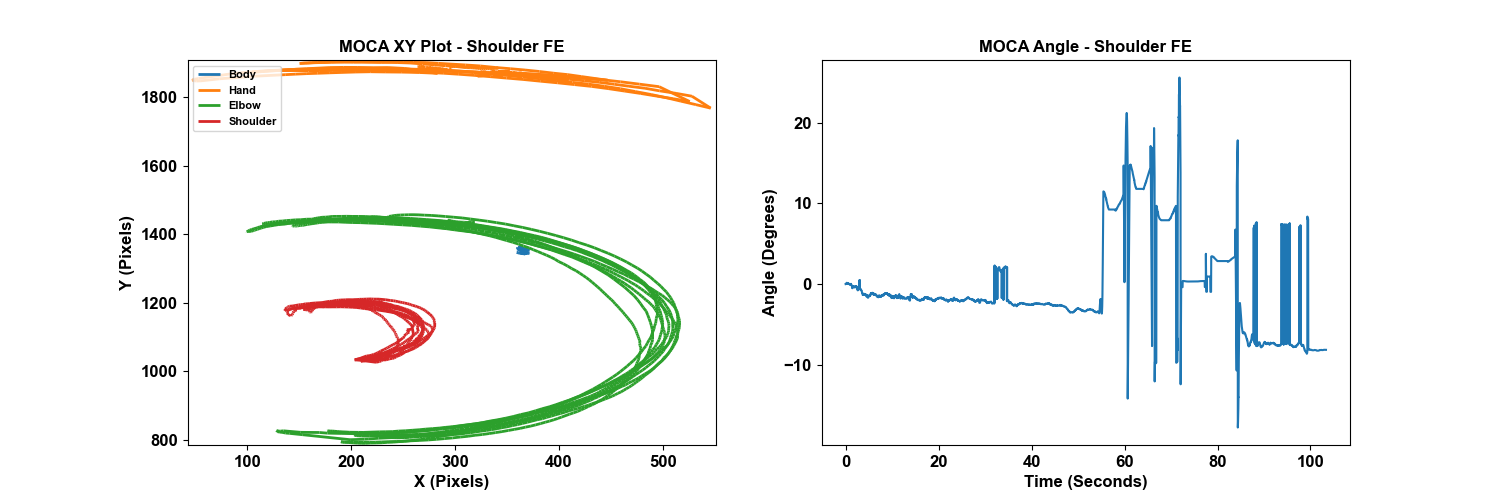 MOCA XY Plot - Shoulder FE
Y (Pixels)
1800
1600
1400
1200
1000
800
Body
Hand
Elbow
Shoulder
100 200 300 400 500
X (Pixels)
MOCA Angle - Shoulder FE
Angle (Degrees)
20
10
0
−10
0 20 40 60 80 100
Time (Seconds)